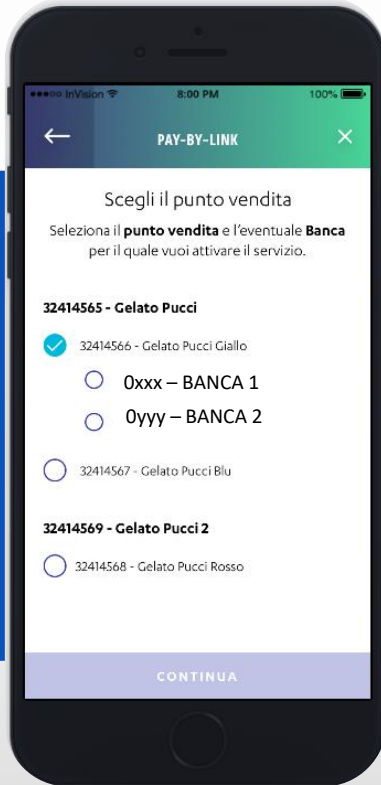 InVision 8:00 PM 100%
PAY-BY-LINK
Scegli il punto vendita
Seleziona il punto vendita e l'eventuale Banca
per il quale vuoi attivare il servizio.
32414565 - Gelato Pucci
32414566 - Gelato Pucci Giallo
0xxx – BANCA 1
0yyy – BANCA 2
32414567 - Gelato Pucci Blu
32414569 - Gelato Pucci 2
32414568 - Gelato Pucci Rosso
CONTINUA